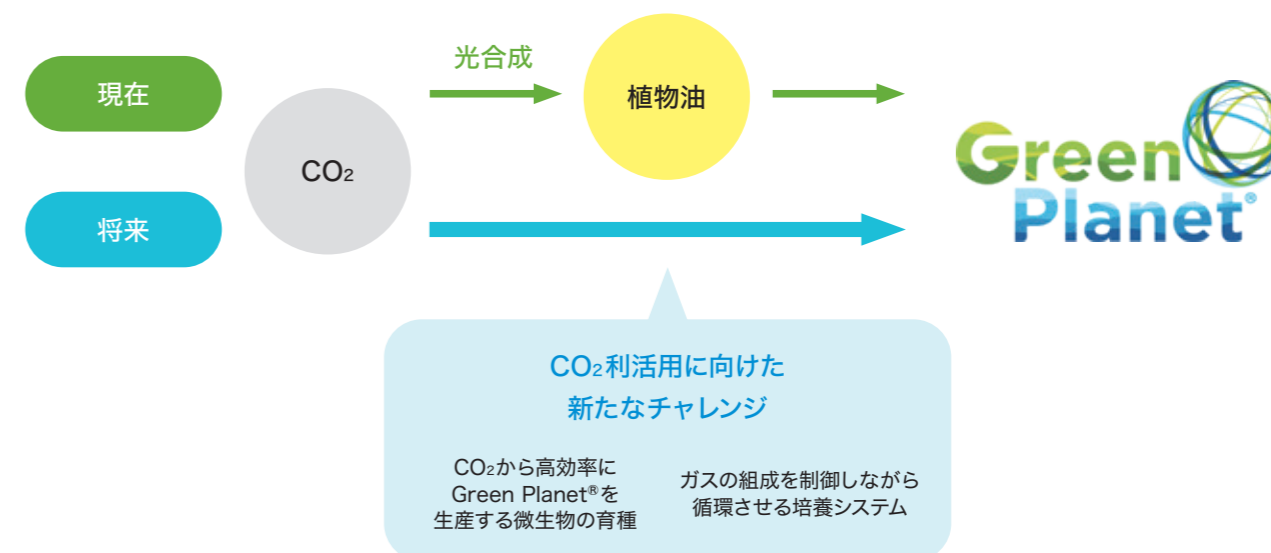 現在
光合成
植物油
CO₂
将来
Green
Planet®
CO₂利活用に向けた
新たなチャレンジ
CO₂から高効率に
Green Planet®を
生産する微生物の育種
ガスの組成を制御しながら
循環させる培養システム